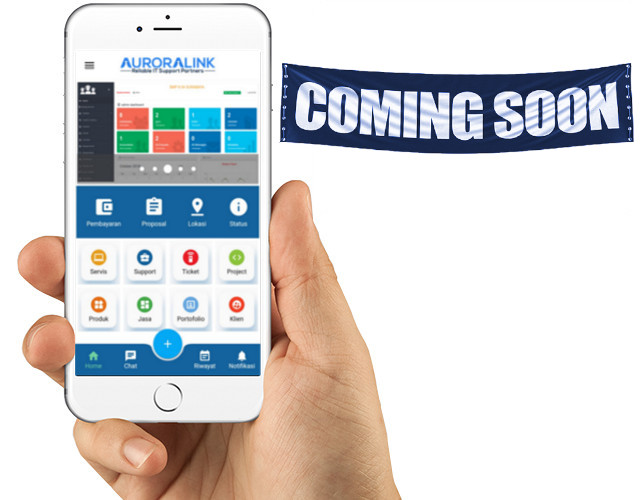 AURORALINK
Reliable IT Support Partners
COMING SOON
Pembayaran Proposal Lokasi Status
Servis Support Ticket Project
Produk Jasa Portofolio Klien
+
Home Chat Riwayat Notifikasi